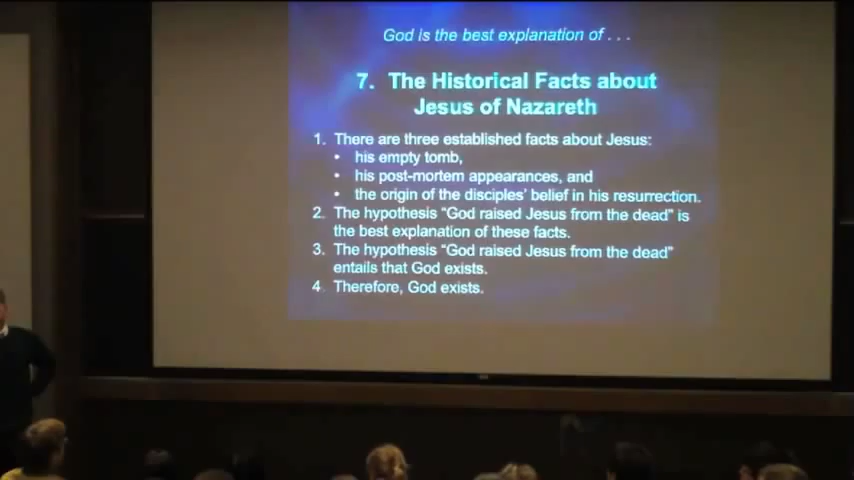 God is the best explanation of . . .
7. The Historical Facts about
Jesus of Nazareth
1. There are three established facts about Jesus:
• his empty tomb,
• his post-mortem appearances, and
• the origin of the disciples' belief in his resurrection.
2. The hypothesis "God raised Jesus from the dead" is
the best explanation of these facts.
3. The hypothesis "God raised Jesus from the dead"
entails that God exists.
4. Therefore, God exists.